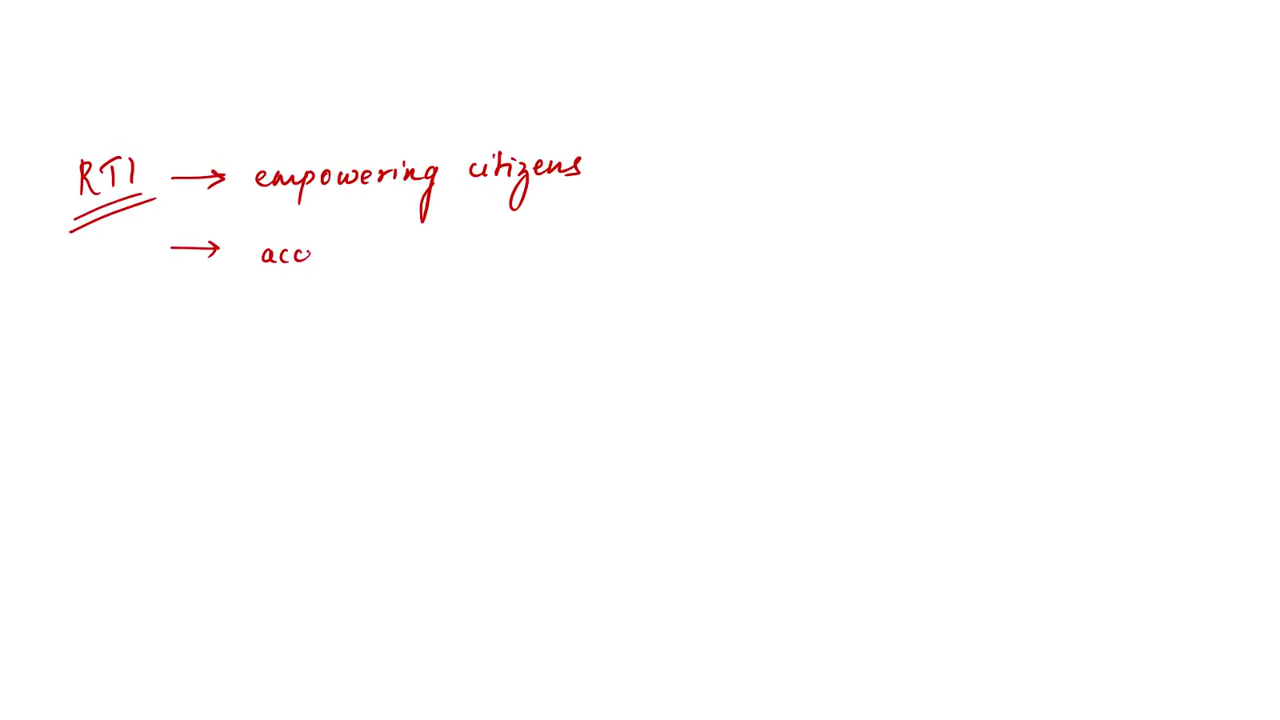 RTI → empowering citizens
→ acc